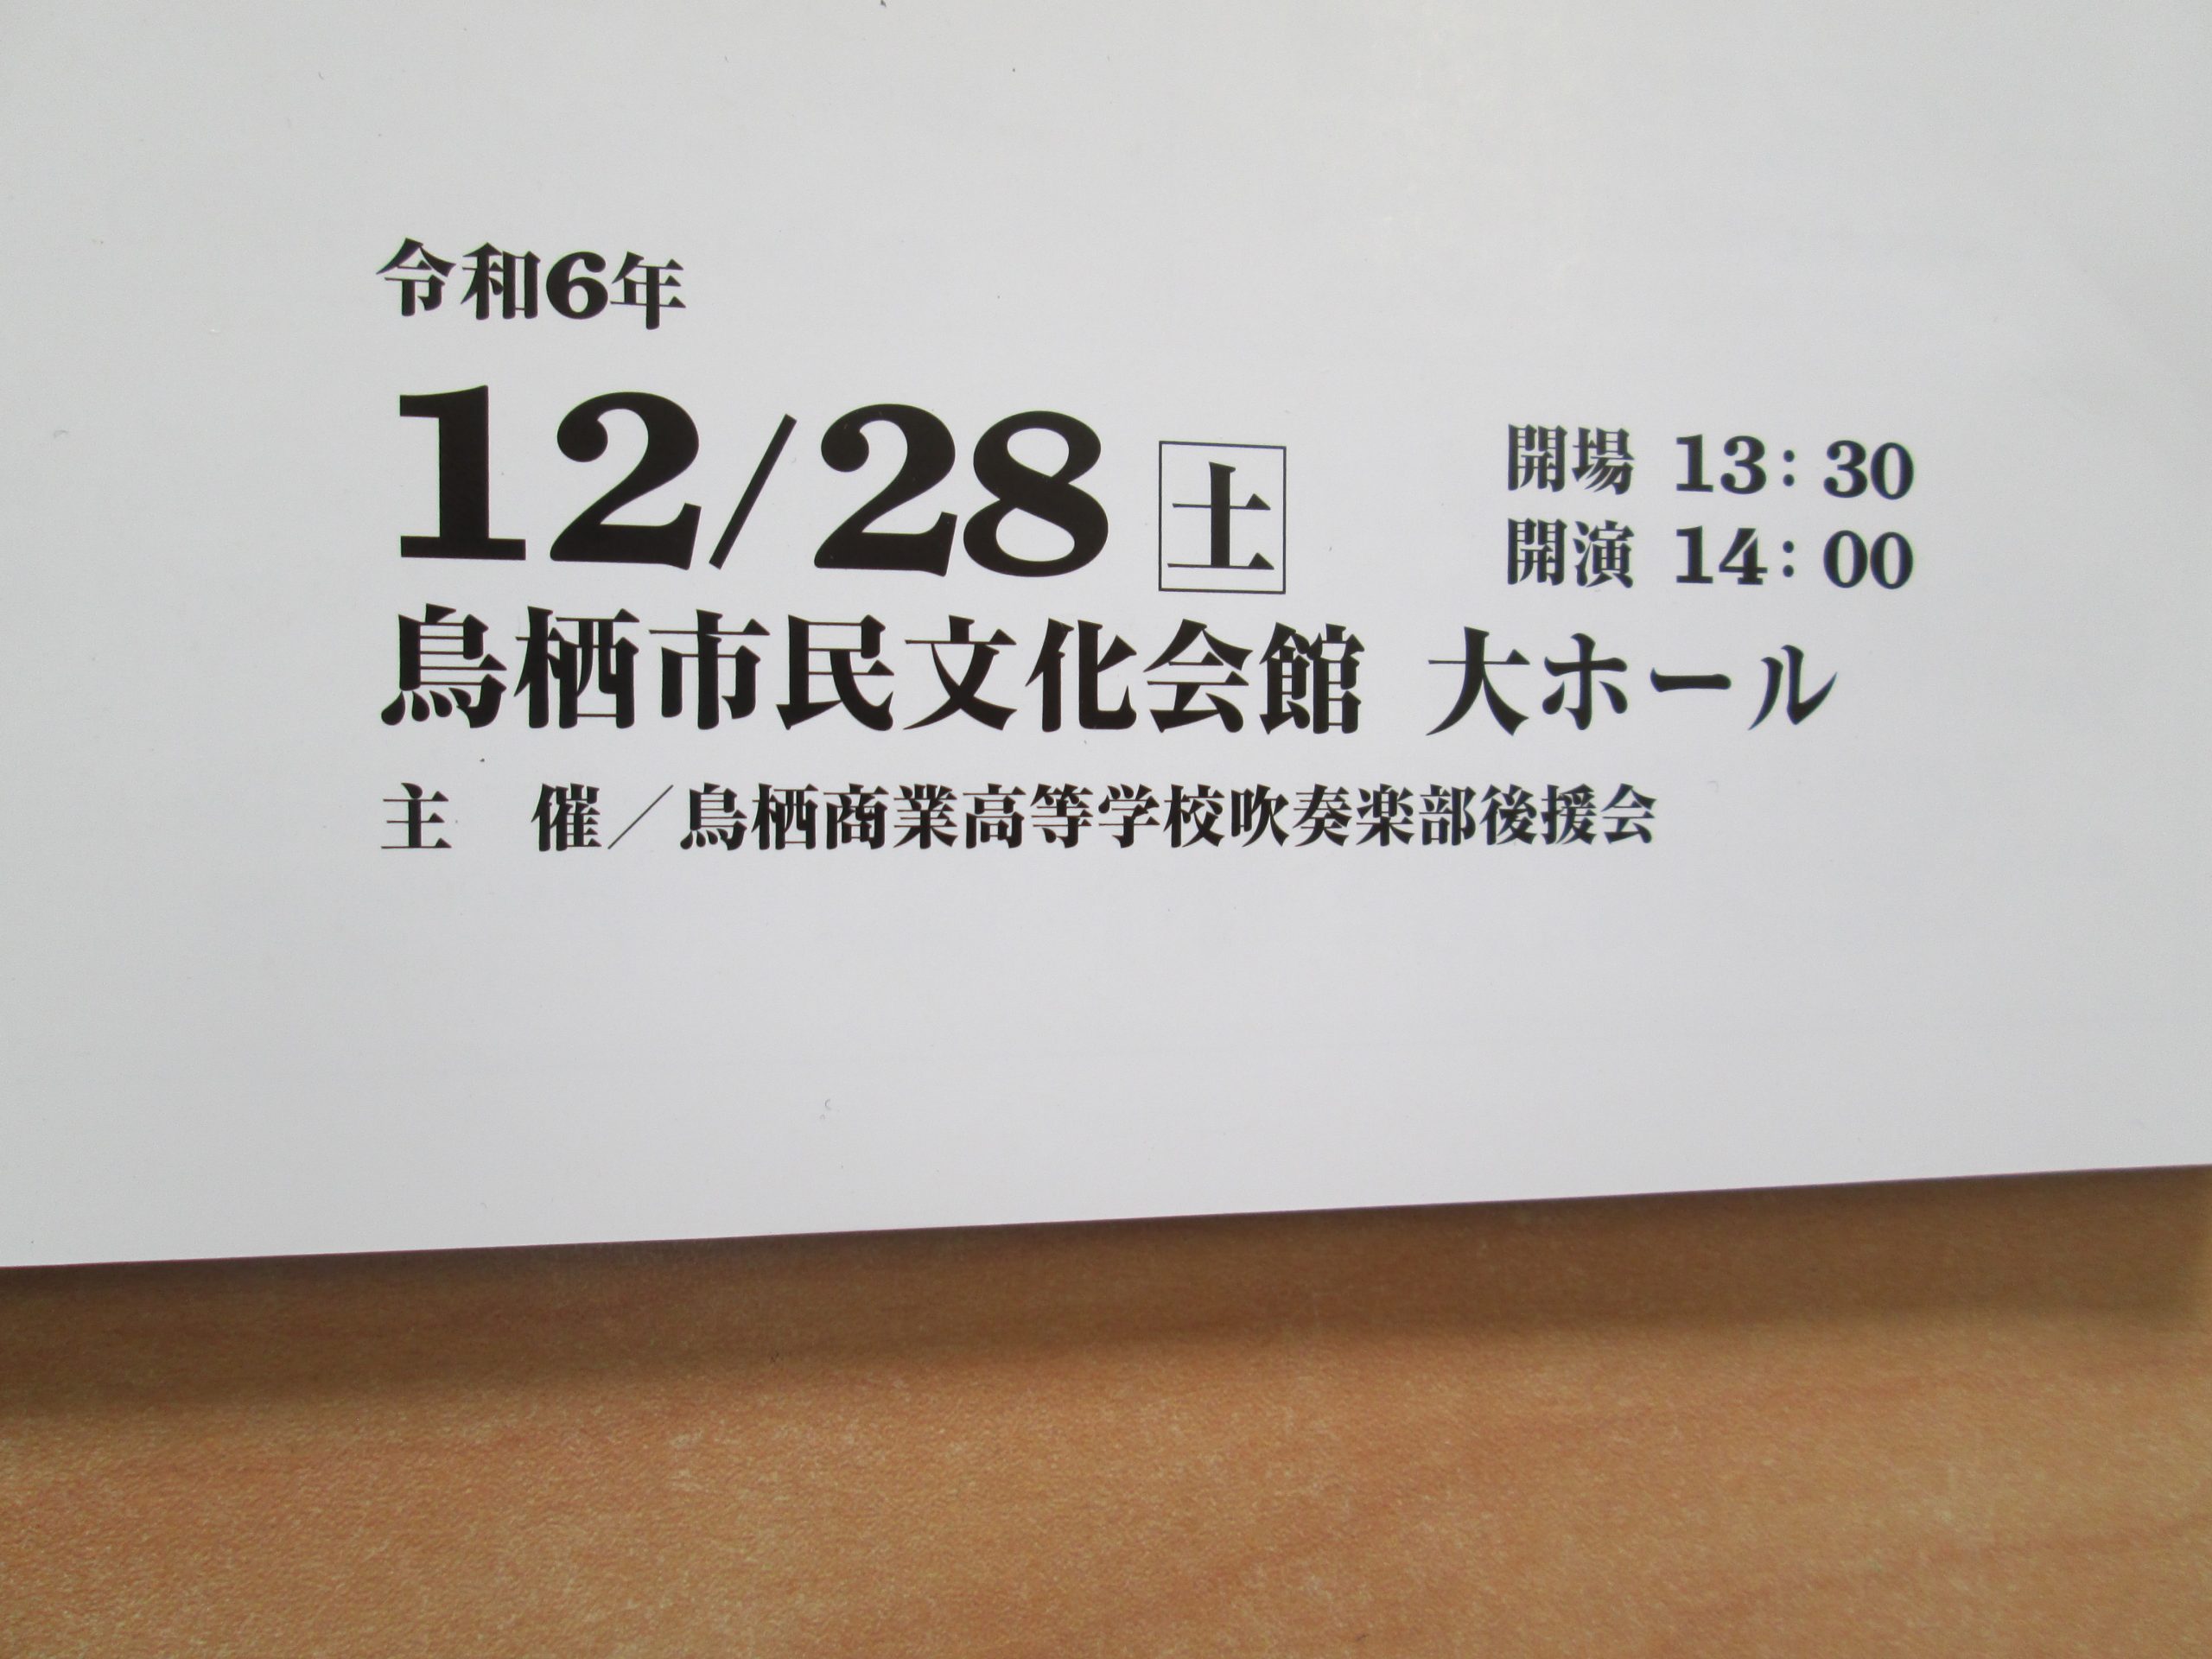 令和6年
12/28 土
開場 13:30
開演 14:00
鳥栖市民文化会館 大ホール
主 催／鳥栖商業高等学校吹奏楽部後援会